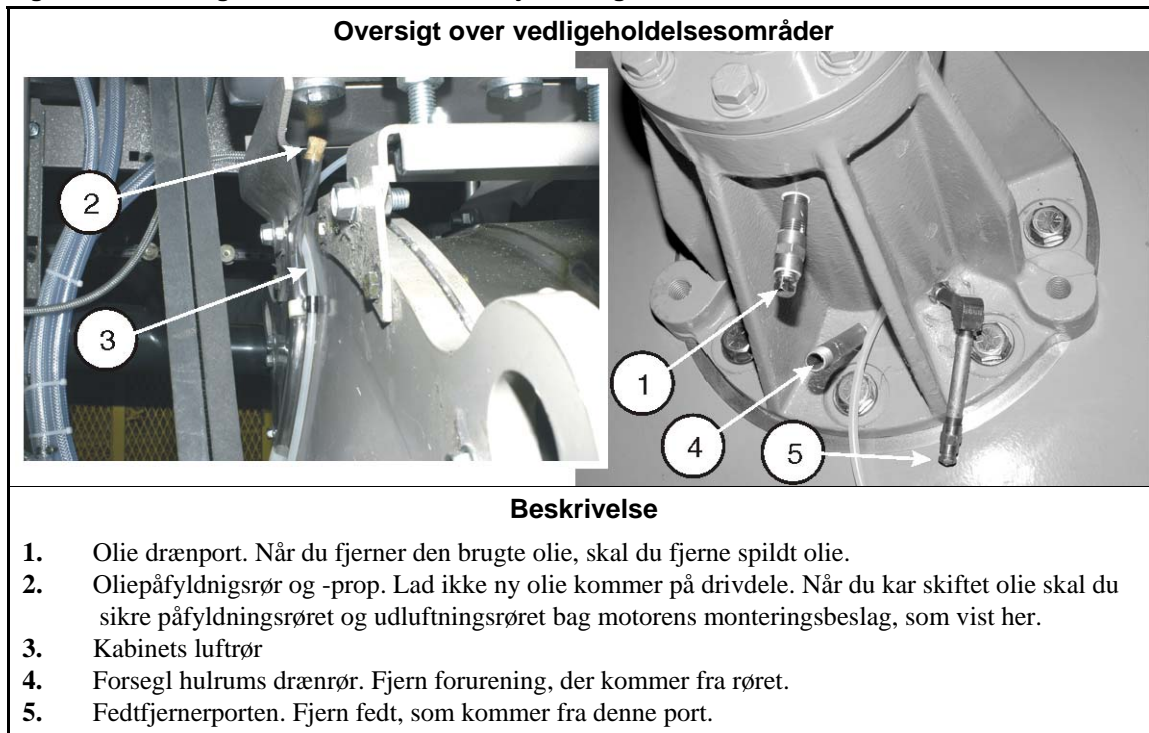 Oversigt over vedligeholdelsesområder
2
3
1
4
5
Beskrivelse
1. Olie drænport. Når du fjerner den brugte olie, skal du fjerne spildt olie.
2. Oliepåfyldnigsrør og -prop. Lad ikke ny olie kommer på drivdele. Når du kar skiftet olie skal du
sikre påfyldningsrøret og udluftningsrøret bag motorens monteringsbeslag, som vist her.
3. Kabinets luftrør
4. Forsegl hulrums drænrør. Fjern forurening, der kommer fra røret.
5. Fedtfjernerporten. Fjern fedt, som kommer fra denne port.